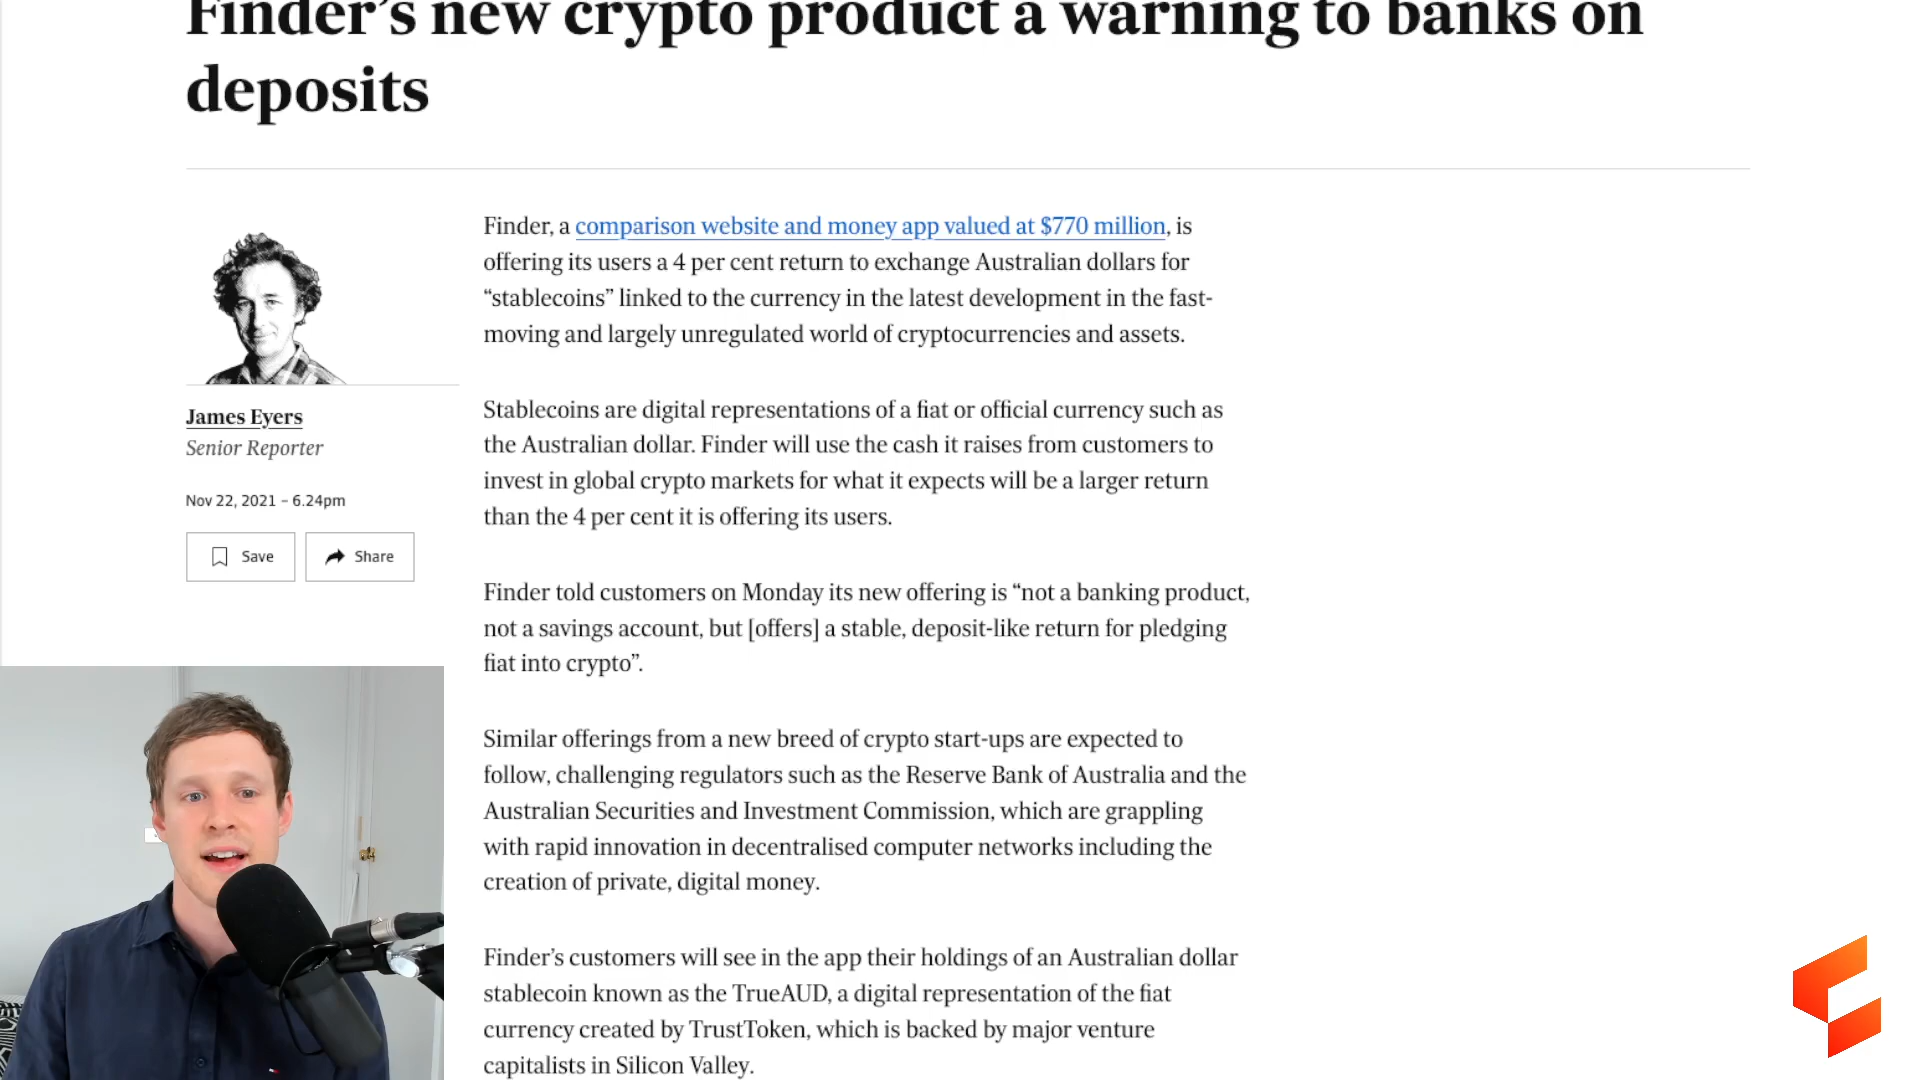 Finder’s new crypto product a warning to banks on
deposits
James Eyers
Senior Reporter
Nov 22, 2021 – 6.24pm
Save
Share
Finder, a comparison website and money app valued at $770 million, is
offering its users a 4 per cent return to exchange Australian dollars for
“stablecoins” linked to the currency in the latest development in the fast-
moving and largely unregulated world of cryptocurrencies and assets.
Stablecoins are digital representations of a fiat or official currency such as
the Australian dollar. Finder will use the cash it raises from customers to
invest in global crypto markets for what it expects will be a larger return
than the 4 per cent it is offering its users.
Finder told customers on Monday its new offering is “not a banking product,
not a savings account, but [offers] a stable, deposit-like return for pledging
fiat into crypto”.
Similar offerings from a new breed of crypto start-ups are expected to
follow, challenging regulators such as the Reserve Bank of Australia and the
Australian Securities and Investment Commission, which are grappling
with rapid innovation in decentralised computer networks including the
creation of private, digital money.
Finder’s customers will see in the app their holdings of an Australian dollar
stablecoin known as the TrueAUD, a digital representation of the fiat
currency created by TrustToken, which is backed by major venture
capitalists in Silicon Valley.